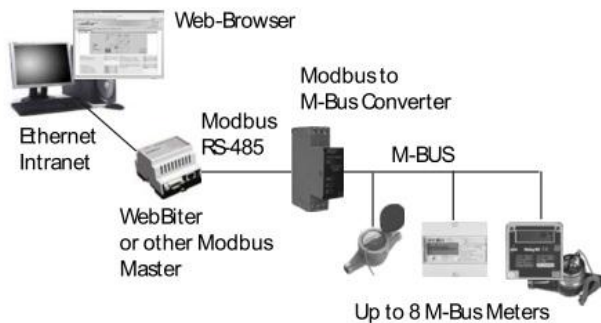 Web-Browser
Ethernet
Intranet
Modbus
RS-485
Modbus to
M-Bus Converter
M-BUS
WebBiter
or other Modbus
Master
Up to 8 M-Bus Meters